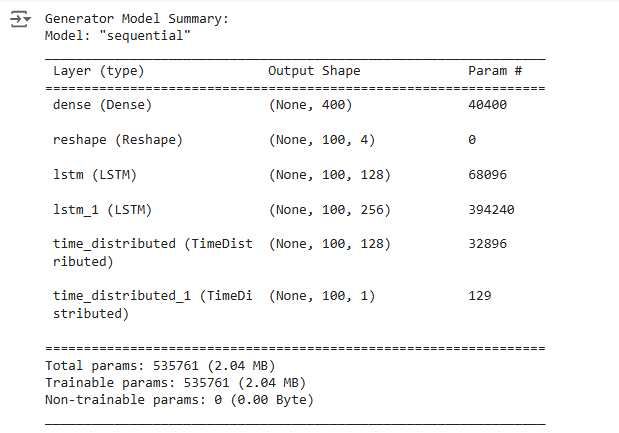 Generator Model Summary:
Model: "sequential"
_________________________________________________________________
Layer (type) Output Shape Param #
=================================================================
dense (Dense) (None, 400) 40400
reshape (Reshape) (None, 100, 4) 0
lstm (LSTM) (None, 100, 128) 68096
lstm_1 (LSTM) (None, 100, 256) 394240
time_distributed (TimeDist (None, 100, 128) 32896
ributed)
time_distributed_1 (TimeDi (None, 100, 1) 129
stributed)
=================================================================
Total params: 535761 (2.04 MB)
Trainable params: 535761 (2.04 MB)
Non-trainable params: 0 (0.00 Byte)
_________________________________________________________________